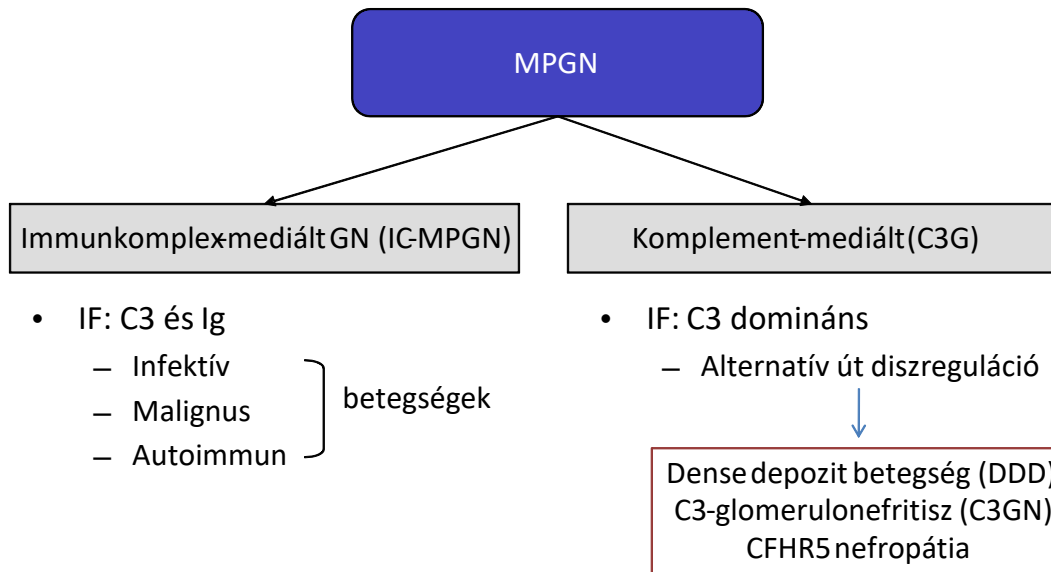 MPGN
Immunkomplex-mediált GN (IC-MPGN)
Komplement-mediált (C3G)
• IF: C3 és Ig
– Infektív
– Malignus
– Autoimmun
betegségek
• IF: C3 domináns
– Alternatív út diszreguláció
Dense depozit betegség (DDD)
C3-glomerulonefritisz (C3GN)
CFHR5 nefropátia